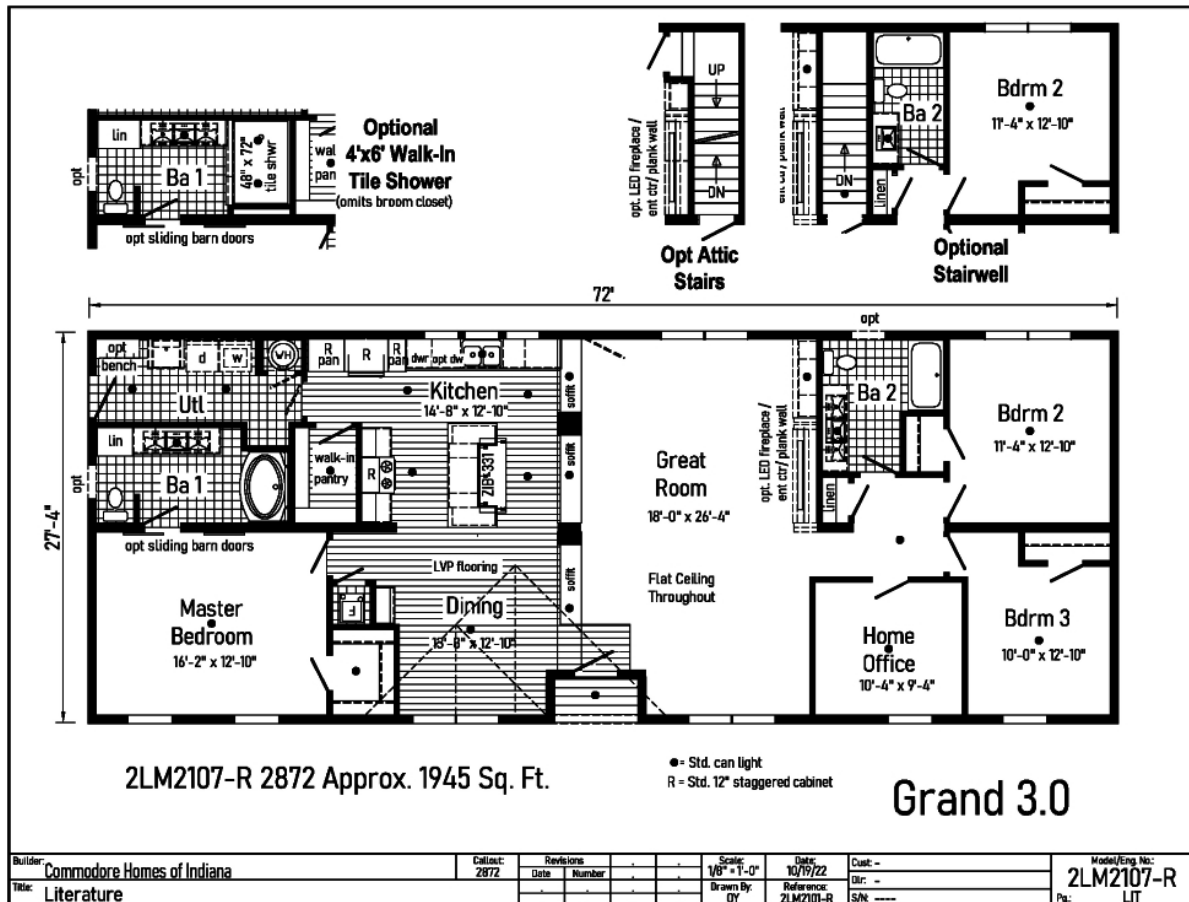 Optional
4'x6' Walk-In
Tile Shower
(omits broom closet)
lin
48" x 72"
tile shwr
wal
pan
opt
Ba 1
opt sliding barn doors
UP
DN
opt. LED fireplace /
ent ctr/ plank wall
Opt Attic
Stairs
ent ctr/ plank wall
DN
linen
Ba 2
Bdrm 2
11'-4" x 12'-10"
Optional
Stairwell
72'
27'-4"
opt
bench
d
w
WH
Utl
R
pan
R
R
pan
dwr
opt dw
Kitchen
14'-8" x 12'-10"
soffit
lin
opt
Ba 1
opt sliding barn doors
walk-in
pantry
R
ZIB-331
soffit
Great
Room
18'-0" x 26'-4"
Flat Ceiling
Throughout
opt. LED fireplace /
ent ctr/ plank wall
opt
Ba 2
linen
Bdrm 2
11'-4" x 12'-10"
Master
Bedroom
16'-2" x 12'-10"
LVP flooring
F
Dining
soffit
Home
Office
10'-4" x 9'-4"
Bdrm 3
10'-0" x 12'-10"
2LM2107-R 2872 Approx. 1945 Sq. Ft.
●= Std. can light
R = Std. 12" staggered cabinet
Grand 3.0
Builder: Commodore Homes of Indiana
Title: Literature
Callout:
2872
Revisions
Date Number
Scale:
1/8" = 1'-0"
Drawn By:
DY
Date:
10/19/22
Reference:
2LM2101-R
Cust: -
Dlr: -
S/N: ----
Model/Eng. No.:
2LM2107-R
Pg.: LIT